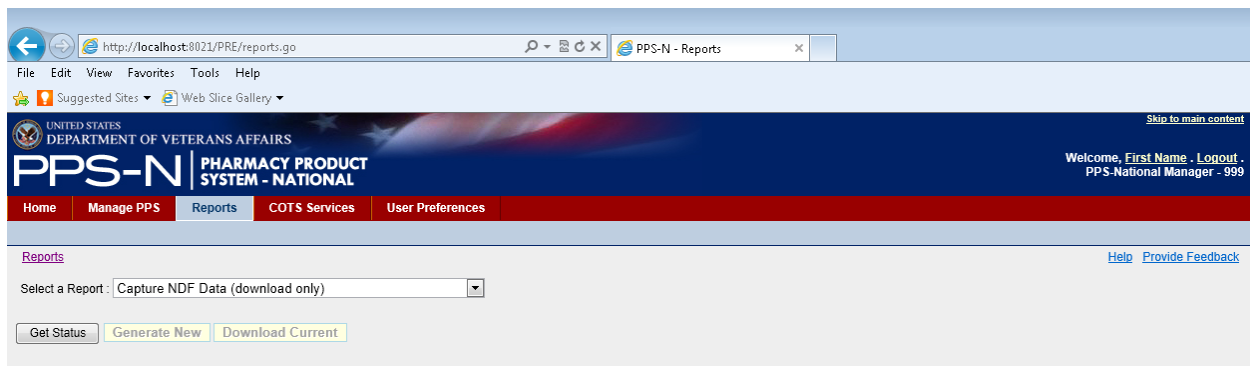 http://localhost:8021/PRE/reports.go
PPS-N - Reports
File Edit View Favorites Tools Help
Suggested Sites Web Slice Gallery
Skip to main content
UNITED STATES
DEPARTMENT OF VETERANS AFFAIRS
PPS-N PHARMACY PRODUCT
SYSTEM - NATIONAL
Welcome, First Name . Logout .
PPS-National Manager - 999
Home Manage PPS Reports COTS Services User Preferences
Reports Help Provide Feedback
Select a Report : Capture NDF Data (download only)
Get Status Generate New Download Current